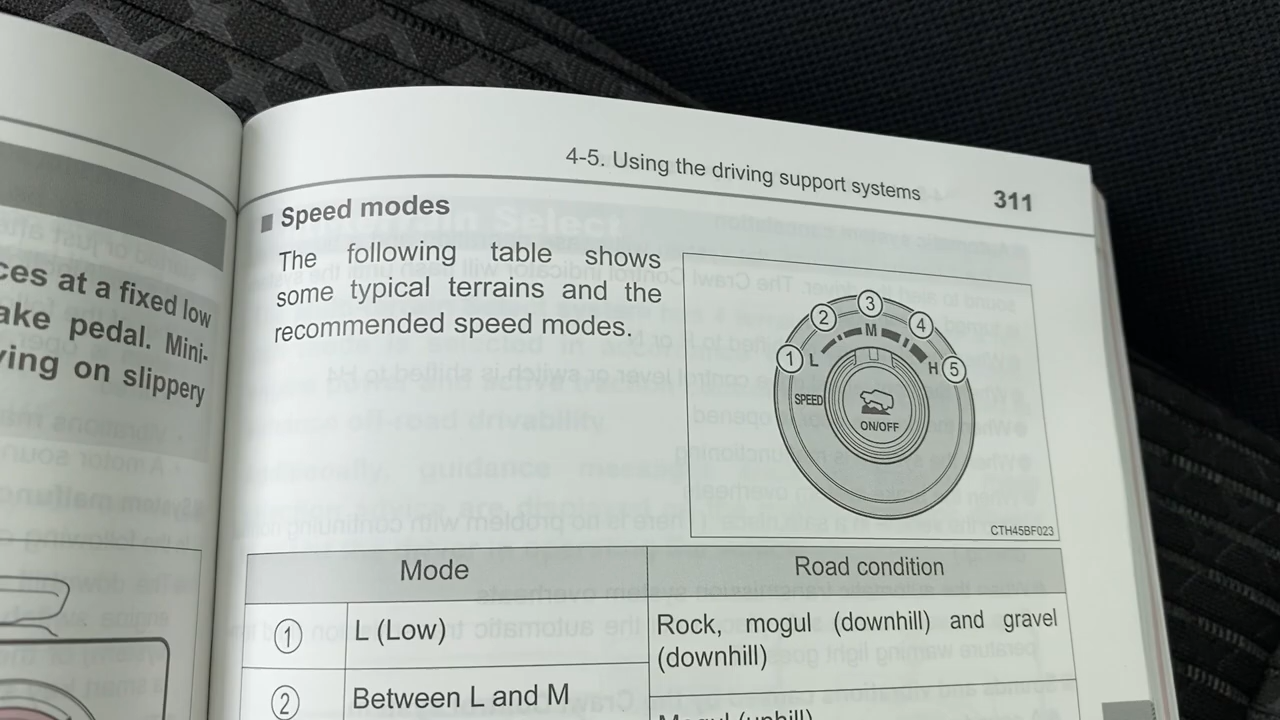 ces at a fixed low
ake pedal. Mini-
ving on slippery
4-5. Using the driving support systems
311
Speed modes
The following table shows
some typical terrains and the
recommended speed modes.
1
2
3
4
5
L
M
H
SPEED
ON/OFF
CTH45BF023
Mode
Road condition
1
L (Low)
Rock, mogul (downhill) and gravel
(downhill)
2
Between L and M
Mogul (uphill)